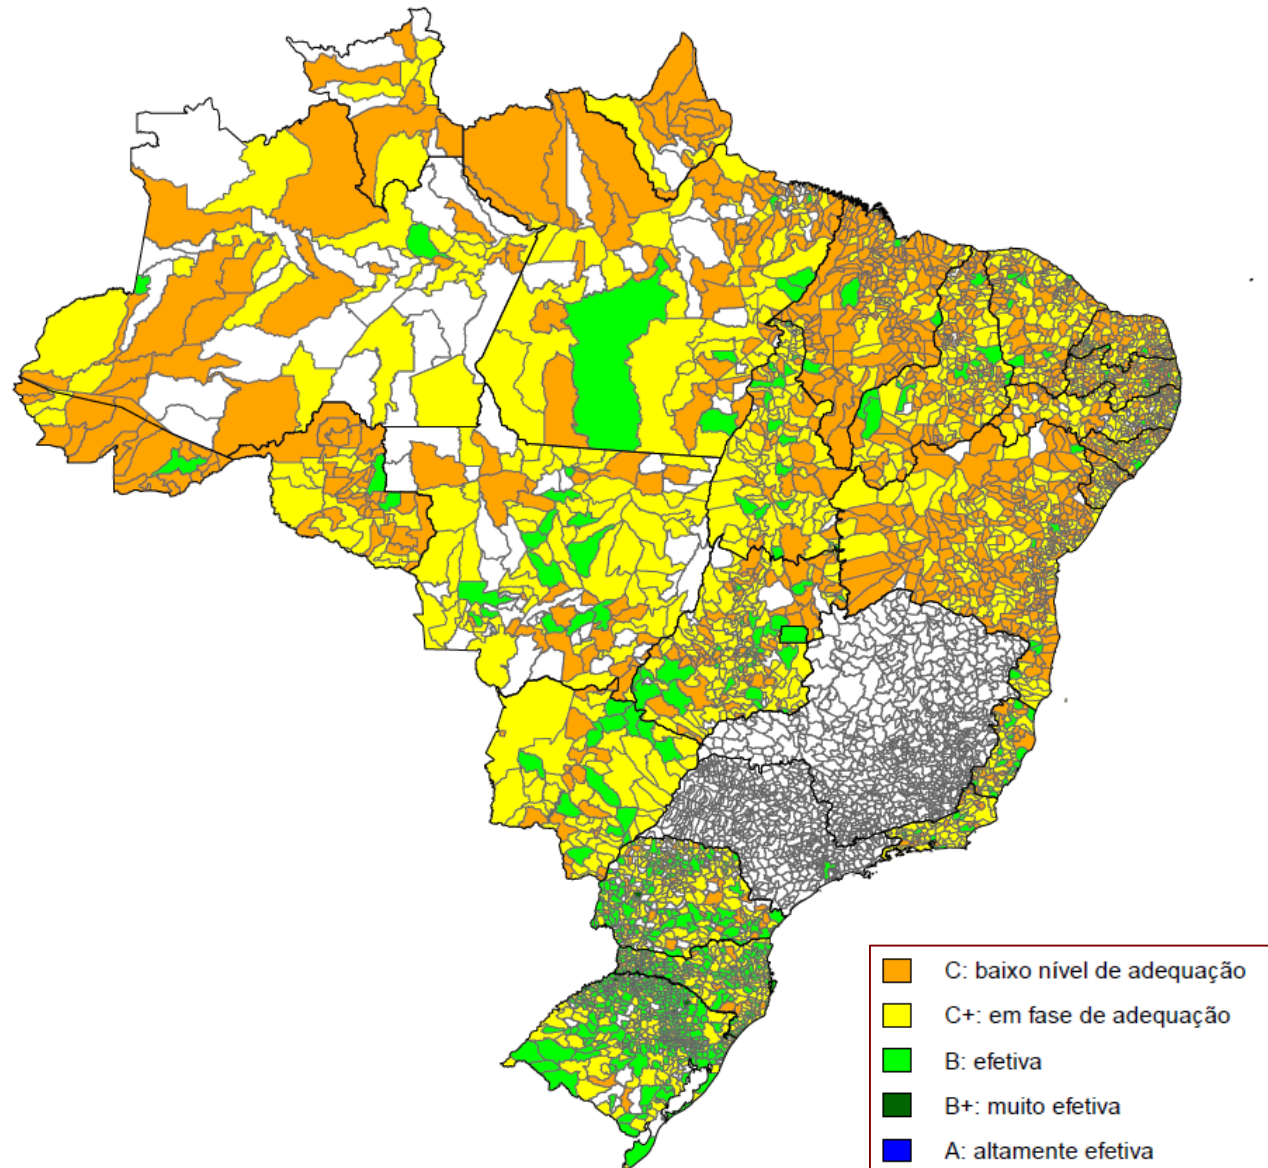 C: baixo nível de adequação
C+: em fase de adequação
B: efetiva
B+: muito efetiva
A: altamente efetiva